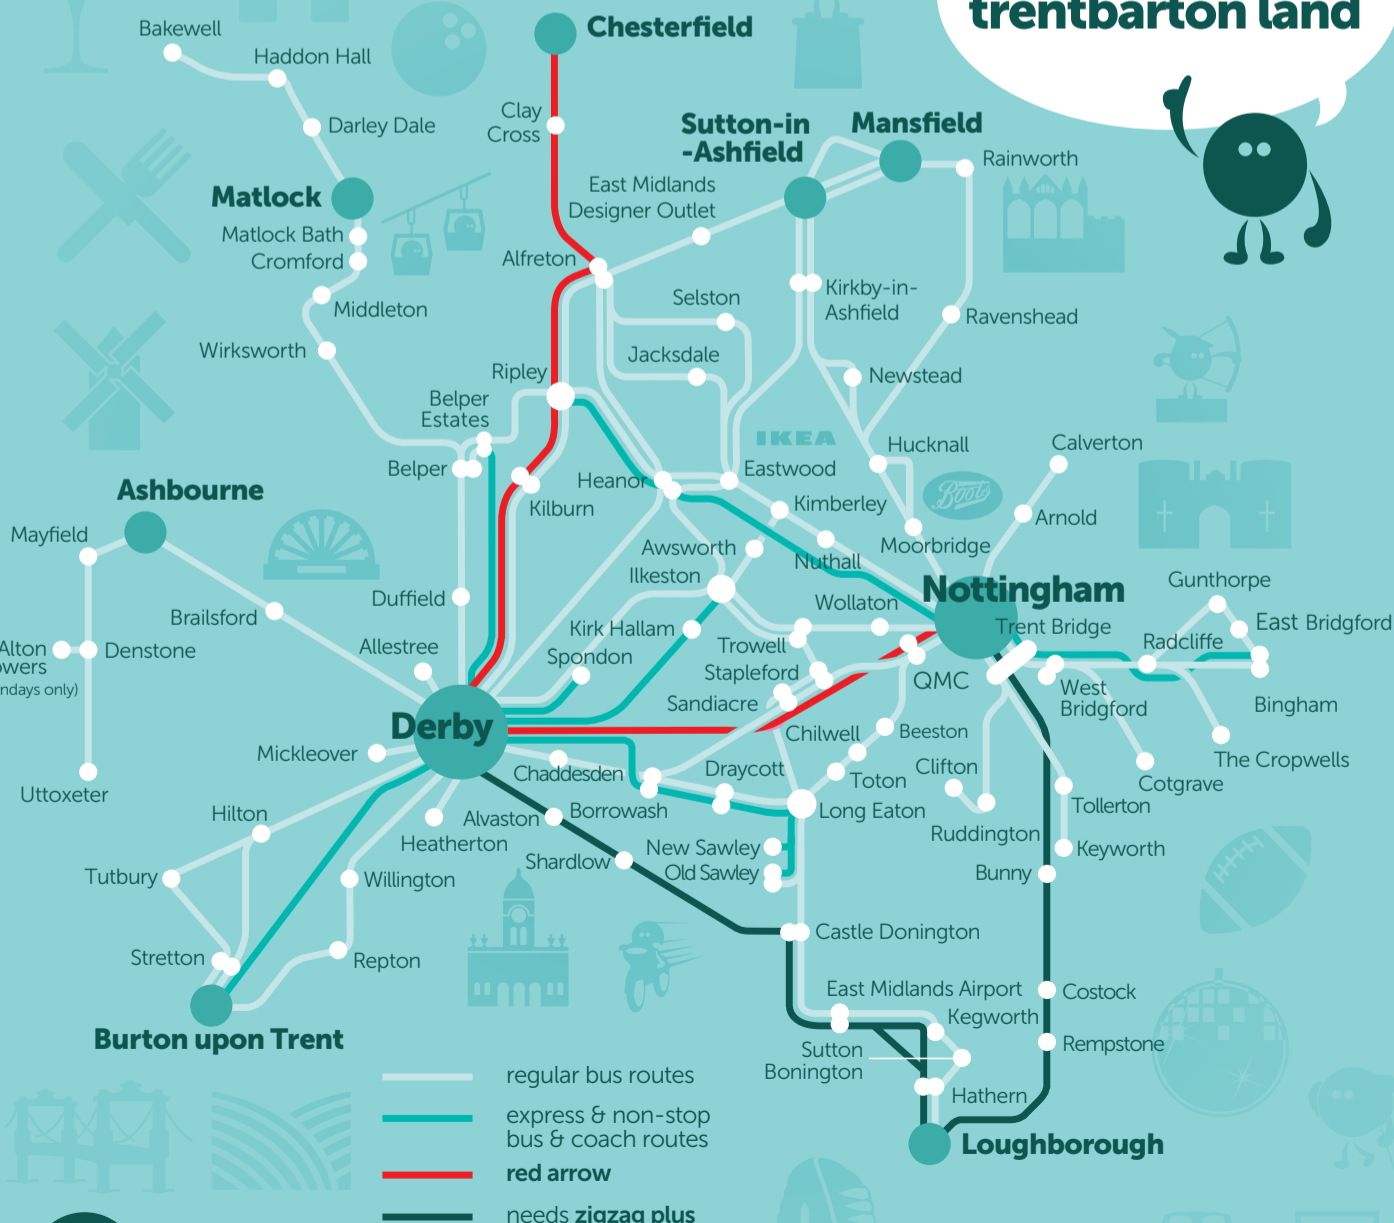 trentbarton land
Bakewell
Haddon Hall
Darley Dale
Matlock
Matlock Bath
Cromford
Middleton
Wirksworth
Chesterfield
Clay
Cross
Sutton-in
-Ashfield
Mansfield
Rainworth
East Midlands
Designer Outlet
Alfreton
Selston
Kirkby-in-
Ashfield
Ravenshead
Jacksdale
Newstead
Ripley
Belper
Estates
Belper
IKEA
Hucknall
Calverton
Heanor
Eastwood
Boots
Kilburn
Kimberley
Arnold
Moorbridge
Ashbourne
Mayfield
Awsworth
Nuthall
Ilkeston
Nottingham
Gunthorpe
Brailsford
Duffield
Wollaton
Trent Bridge
East Bridgford
Alton
owers
ndays only)
Denstone
Allestree
Kirk Hallam
Trowell
Radcliffe
Spondon
Stapleford
QMC
West
Bridgford
Bingham
Sandiacre
Derby
Chilwell
Beeston
The Cropwells
Mickleover
Chaddesden
Draycott
Toton
Clifton
Cotgrave
Uttoxeter
Hilton
Heatherton
Alvaston
Borrowash
Long Eaton
Ruddington
Tollerton
Shardlow
New Sawley
Old Sawley
Keyworth
Bunny
Tutbury
Willington
Stretton
Repton
Castle Donington
Burton upon Trent
East Midlands Airport
Kegworth
Costock
Sutton
Bonington
Rempstone
Hathern
Loughborough
regular bus routes
express & non-stop
bus & coach routes
red arrow
needs zigzag plus